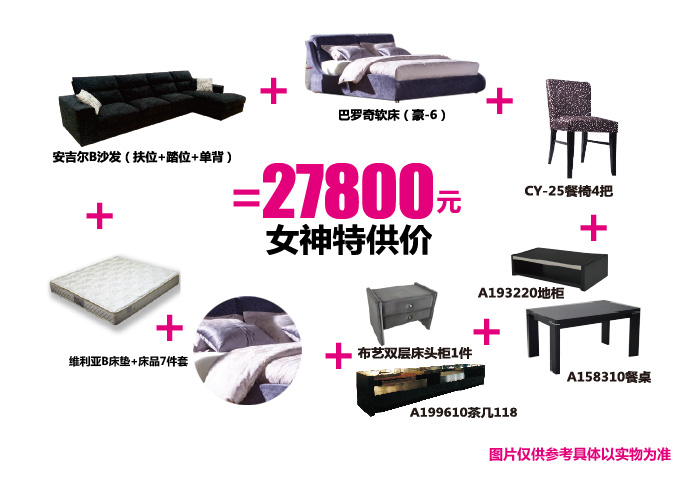 安吉尔B沙发（扶位+踏位+单背）
+
巴罗奇软床（豪-6）
+
CY-25餐椅4把
=27800元
女神特供价
+
+
A193220地柜
维利亚B床垫+床品7件套
+
+
布艺双层床头柜1件
+
A158310餐桌
A199610茶几118
图片仅供参考具体以实物为准